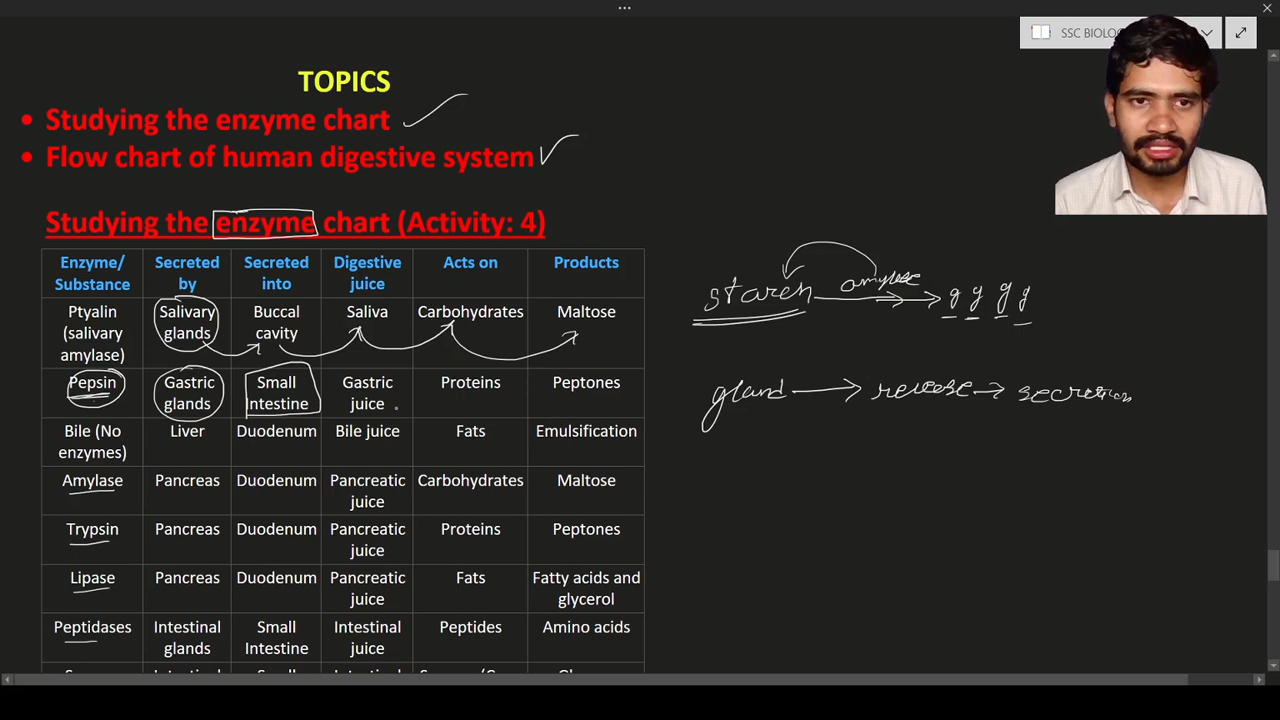 SSC BIOLOG
TOPICS
• Studying the enzyme chart
• Flow chart of human digestive system
Studying the enzyme chart (Activity: 4)
Enzyme/ Substance Secreted by Secreted into Digestive juice Acts on Products
Ptyalin (salivary amylase) Salivary glands Buccal cavity Saliva Carbohydrates Maltose
Pepsin Gastric glands Small Intestine Gastric juice Proteins Peptones
Bile (No enzymes) Liver Duodenum Bile juice Fats Emulsification
Amylase Pancreas Duodenum Pancreatic juice Carbohydrates Maltose
Trypsin Pancreas Duodenum Pancreatic juice Proteins Peptones
Lipase Pancreas Duodenum Pancreatic juice Fats Fatty acids and glycerol
Peptidases Intestinal glands Small Intestine Intestinal juice Peptides Amino acids
starch amylase g g g g
gland